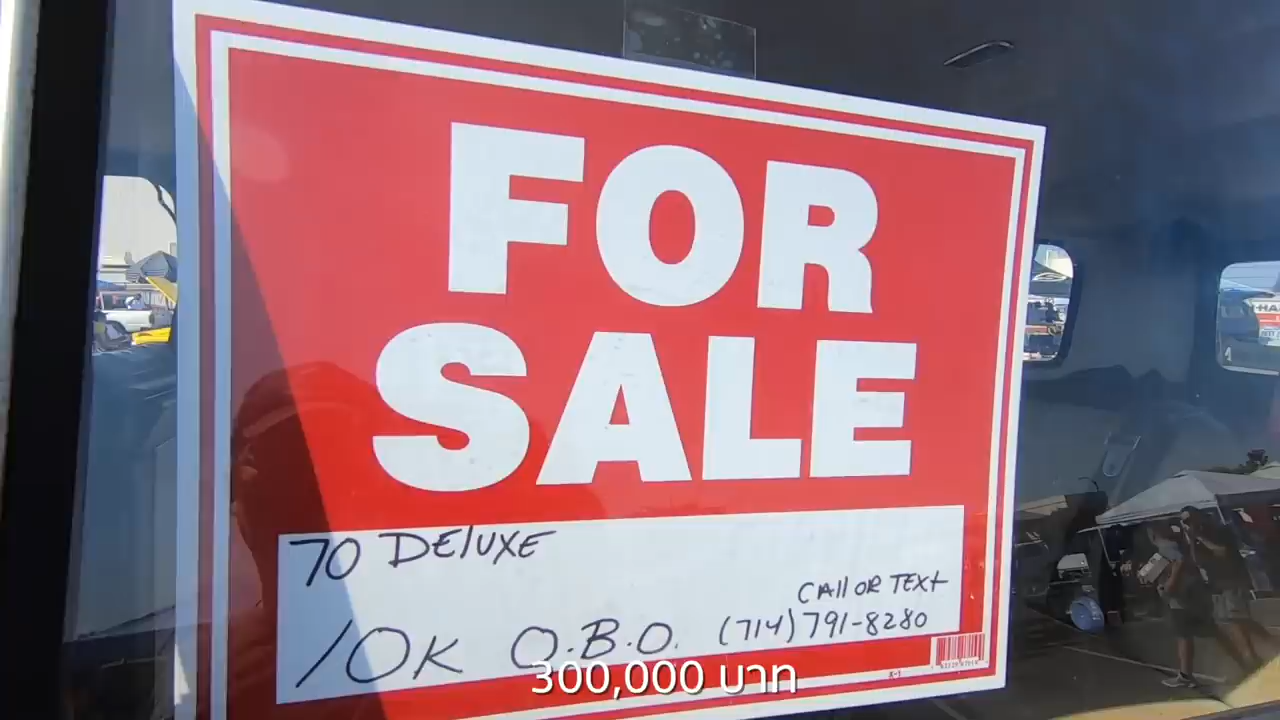 FOR
SALE
70 DElUXE
CAll OR TEXt
10K O.B.O. (714)791-8280
300,000 บาท